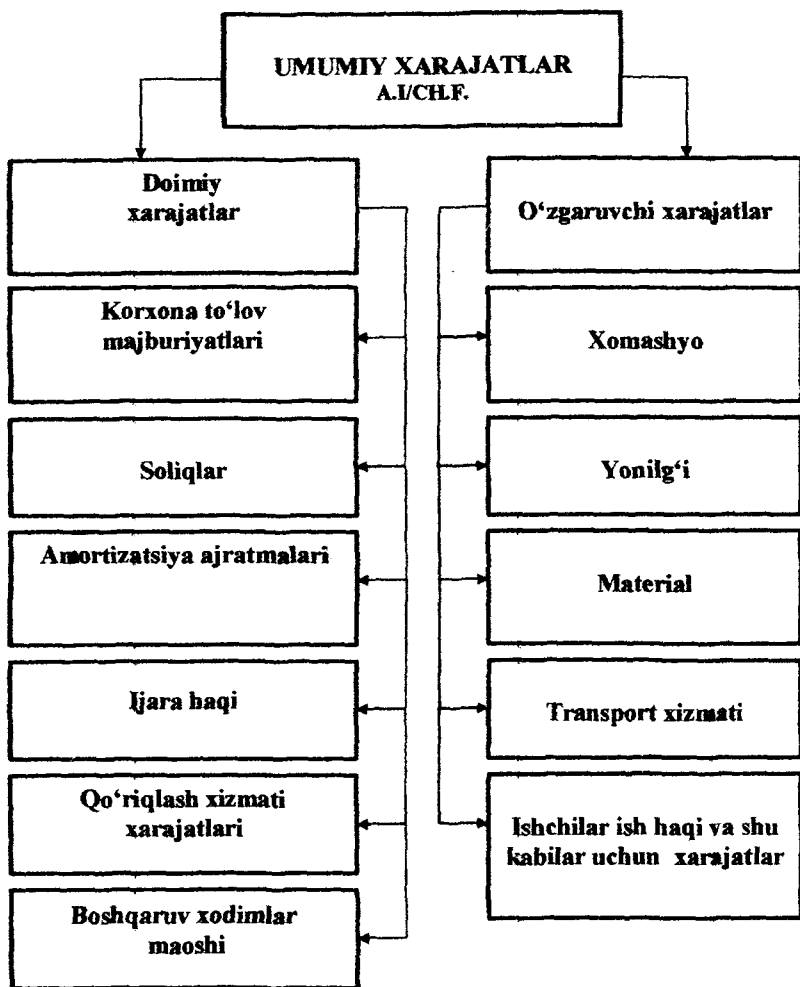 UMUMIY XARAJATLAR
A.I/CH.F.
Doimiy
xarajatlar
Korxona to‘lov
majburiyatlari
Soliqlar
Amortizatsiya ajratmalari
Ijara haqi
Qo‘riqlash xizmati
xarajatlari
Boshqaruv xodimlar
maoshi
O‘zgaruvchi xarajatlar
Xomashyo
Yonilg‘i
Material
Transport xizmati
Ishchilar ish haqi va shu
kabilar uchun xarajatlar